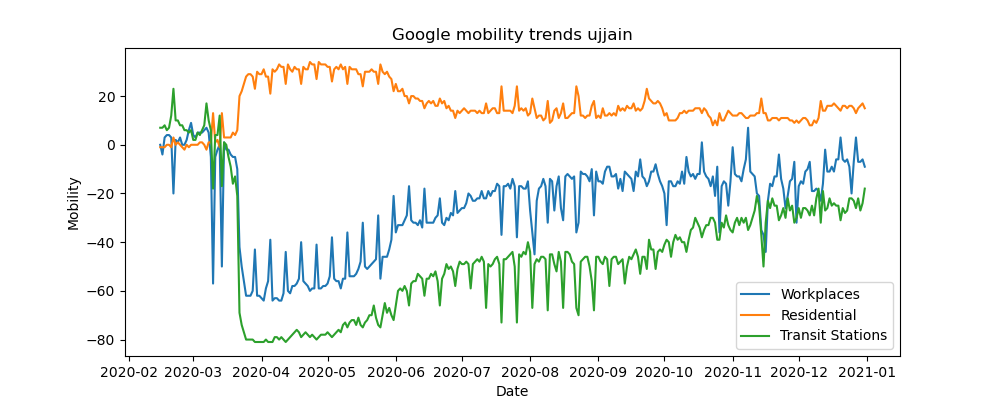 Google mobility trends ujjain
Mobility
20
0
−20
−40
−60
−80
2020-02 2020-03 2020-04 2020-05 2020-06 2020-07 2020-08 2020-09 2020-10 2020-11 2020-12 2021-01
Date
Workplaces
Residential
Transit Stations